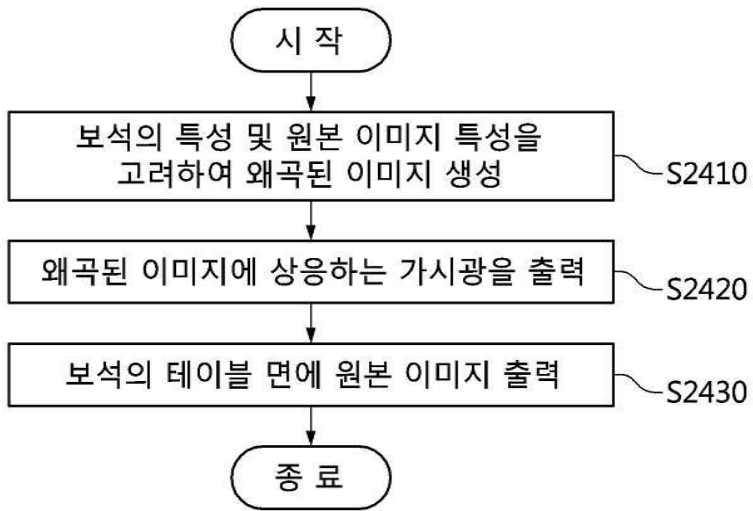 시 작
보석의 특성 및 원본 이미지 특성을
고려하여 왜곡된 이미지 생성
S2410
왜곡된 이미지에 상응하는 가시광을 출력
S2420
보석의 테이블 면에 원본 이미지 출력
S2430
종 료